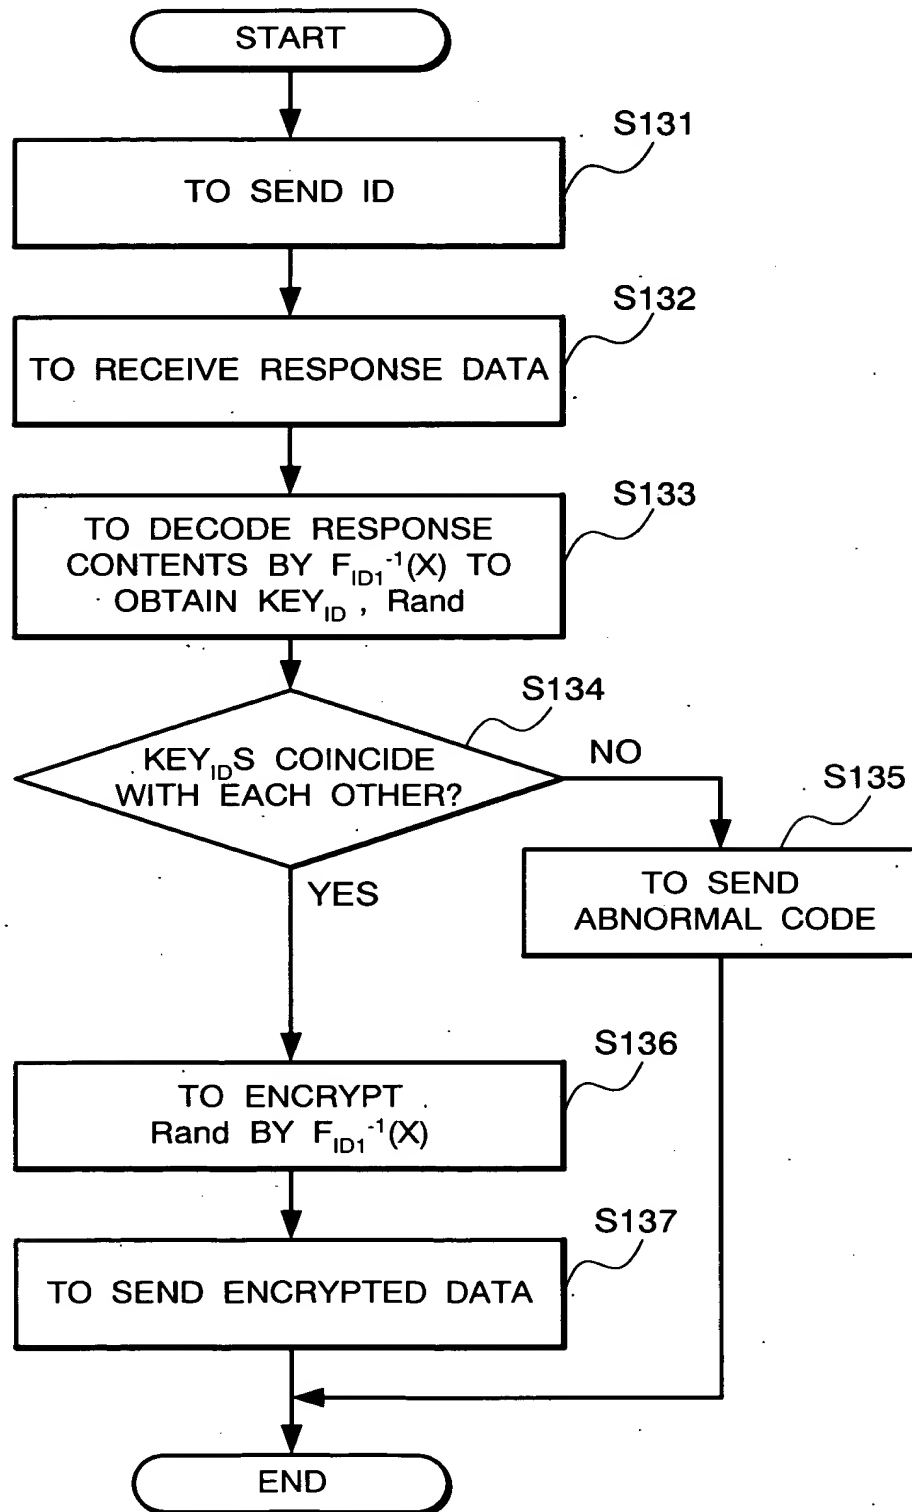 START
S131
TO SEND ID
S132
TO RECEIVE RESPONSE DATA
S133
TO DECODE RESPONSE
CONTENTS BY F_ID1^-1(X) TO
OBTAIN KEY_ID , Rand
S134
KEY_IDS COINCIDE
WITH EACH OTHER?
NO
S135
TO SEND
ABNORMAL CODE
YES
S136
TO ENCRYPT
Rand BY F_ID1^-1(X)
S137
TO SEND ENCRYPTED DATA
END